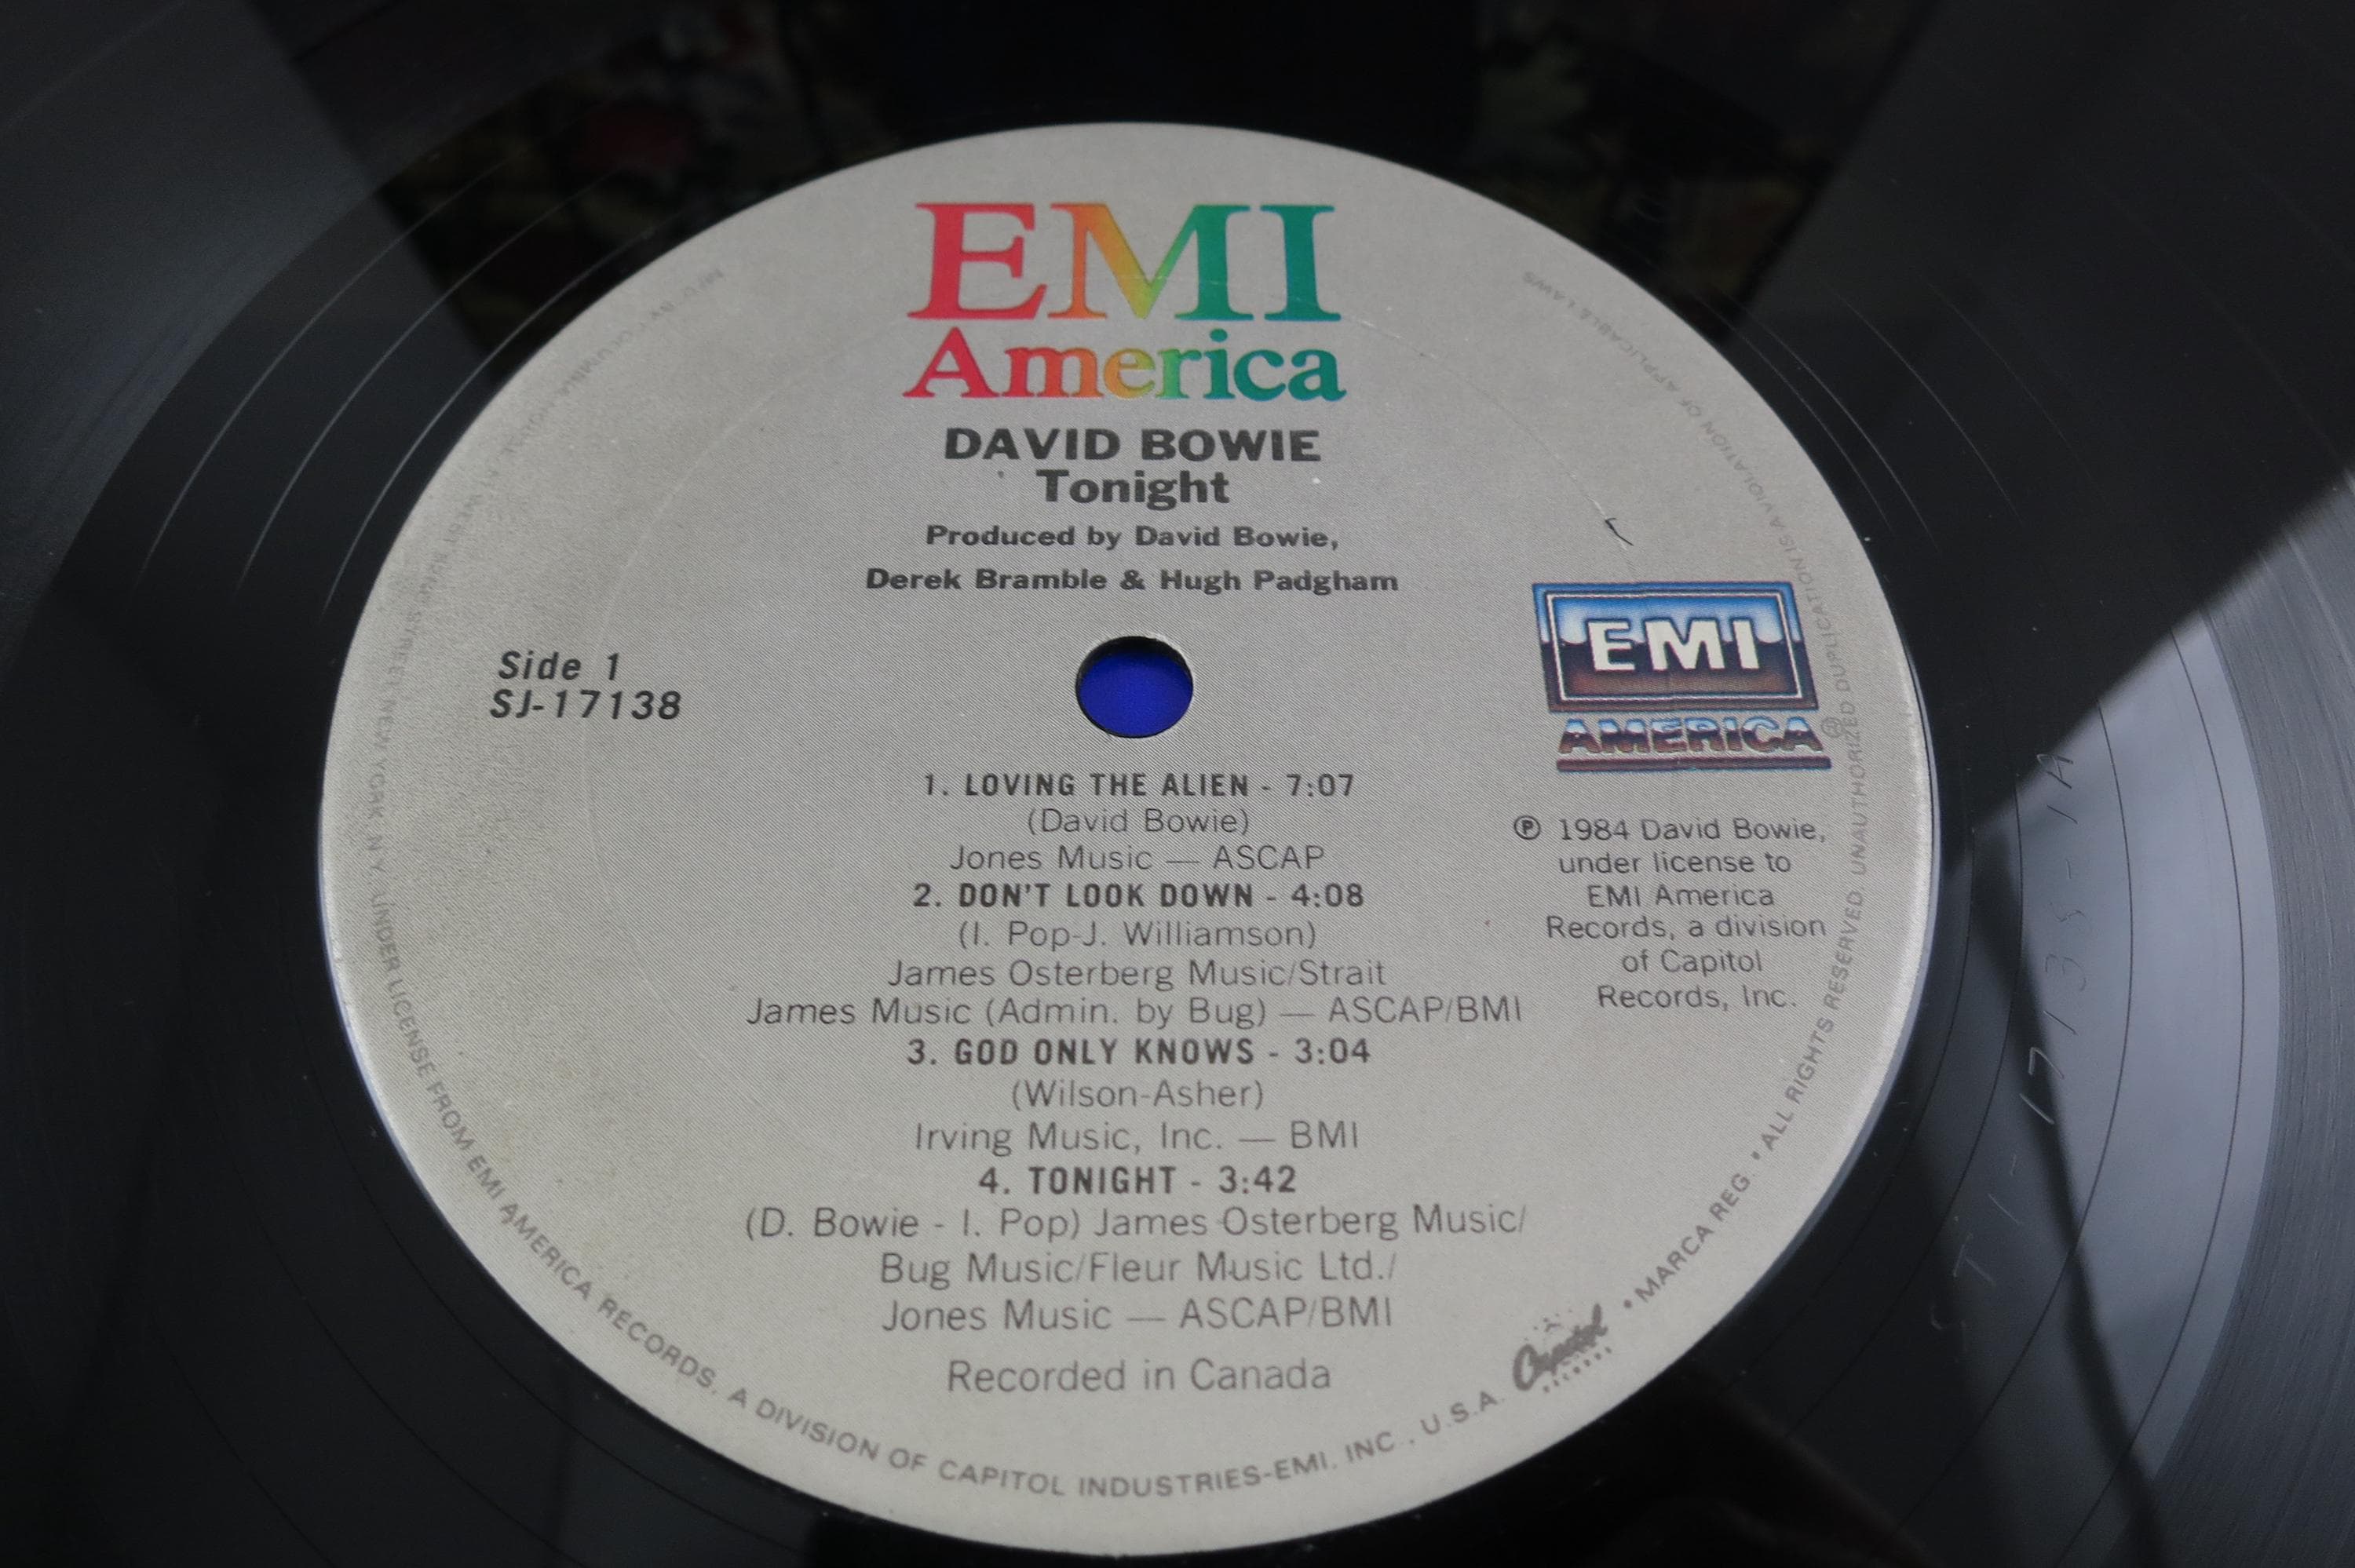 EMI
America
DAVID BOWIE
Tonight
Produced by David Bowie,
Derek Bramble & Hugh Padgham
Side 1
SJ-17138
EMI
AMERICA
1. LOVING THE ALIEN - 7:07
(David Bowie)
Jones Music — ASCAP
2. DON'T LOOK DOWN - 4:08
(I. Pop-J. Williamson)
James Osterberg Music/Strait
James Music (Admin. by Bug) — ASCAP/BMI
3. GOD ONLY KNOWS - 3:04
(Wilson-Asher)
Irving Music, Inc. — BMI
4. TONIGHT - 3:42
(D. Bowie - I. Pop) James Osterberg Music/
Bug Music/Fleur Music Ltd./
Jones Music — ASCAP/BMI
Recorded in Canada
℗ 1984 David Bowie,
under license to
EMI America
Records, a division
of Capitol
Records, Inc.
STREET NEW YORK, N.Y. UNDER LICENSE FROM EMI AMERICA RECORDS, A DIVISION OF CAPITOL INDUSTRIES-EMI, INC., U.S.A. Capitol RECORDS • MARCA REG. • ALL RIGHTS RESERVED. UNAUTHORIZED DUPLICATION IS A VIOLATION OF APPLICABLE LAWS